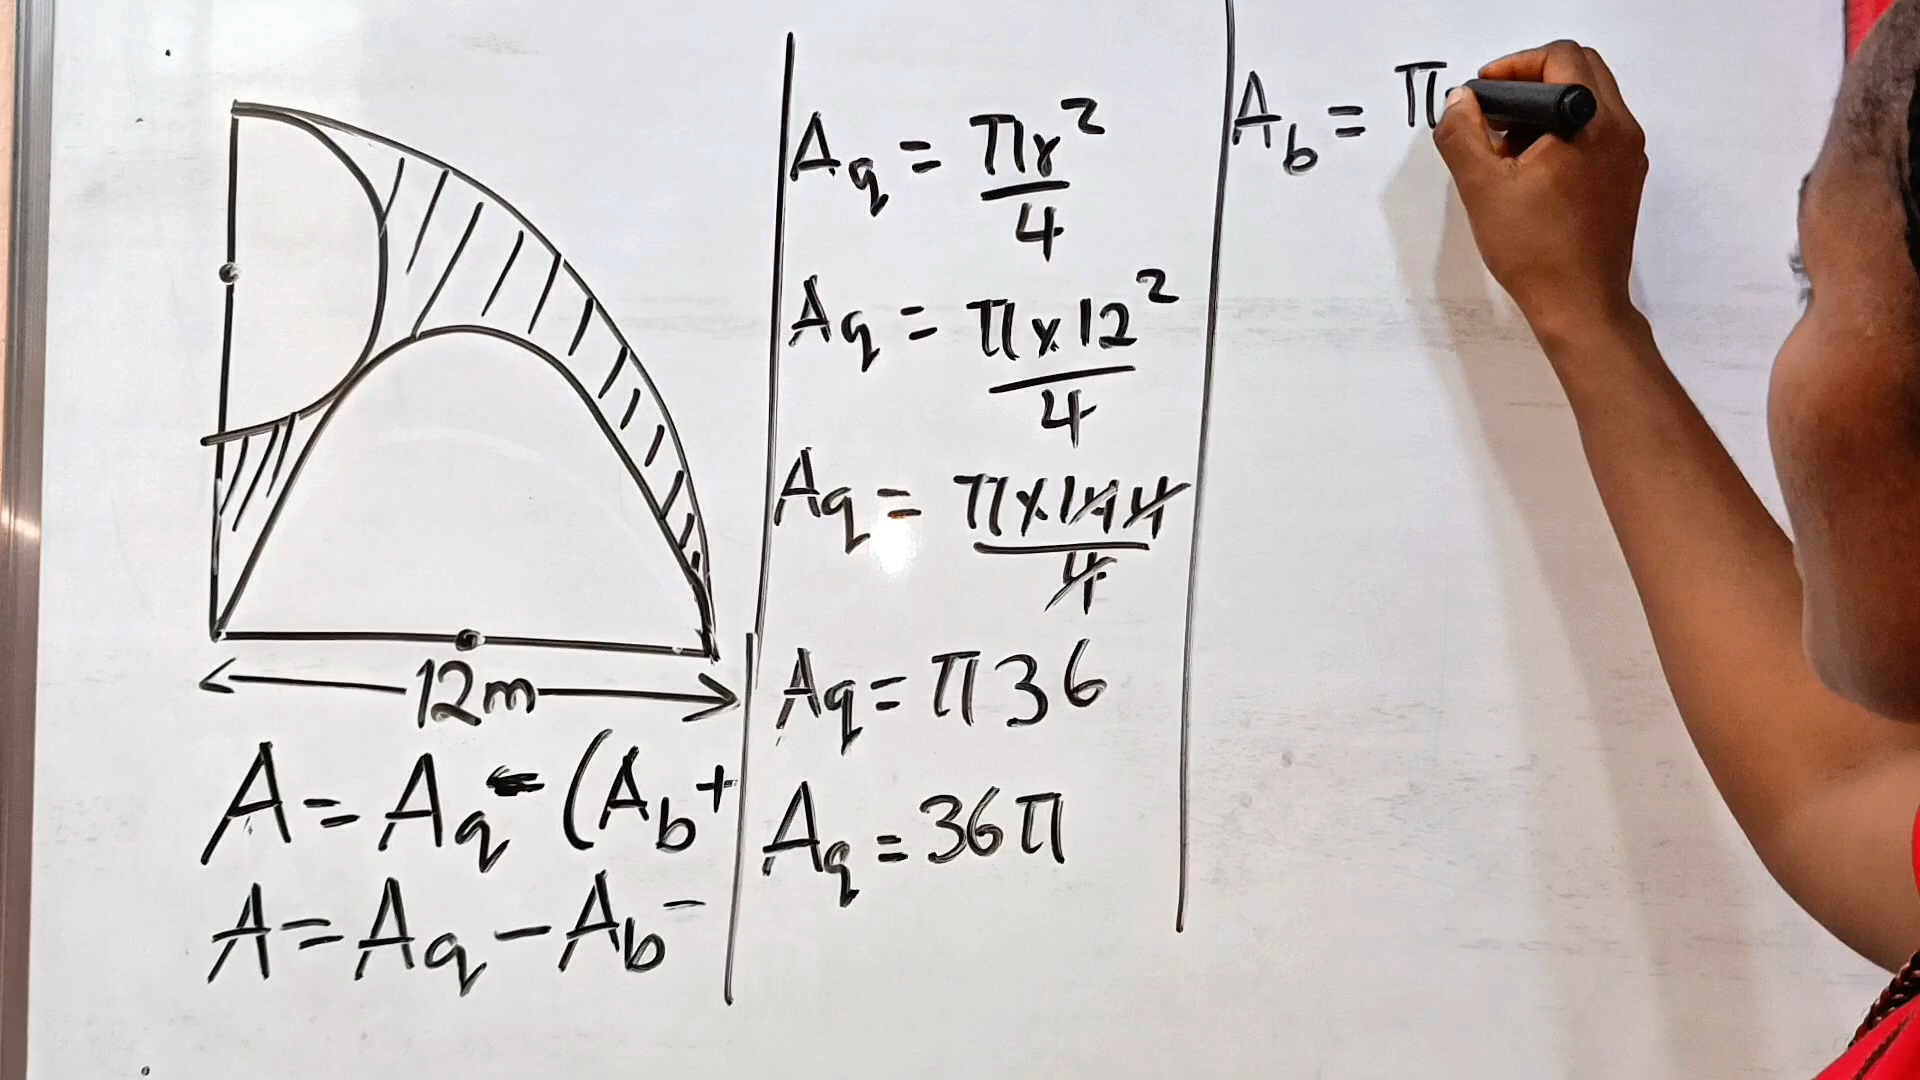 12m
A = Aq - (Ab +
A = Aq - Ab -
Aq = πr²/4
Aq = π×12²/4
Aq = π×144/4
Aq = π36
Aq = 36π
Ab = π